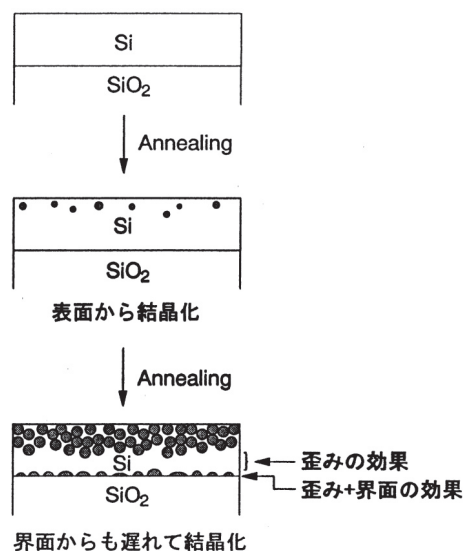 Si
SiO2
Annealing
Si
SiO2
表面から結晶化
Annealing
Si
歪みの効果
SiO2
歪み+界面の効果
界面からも遅れて結晶化